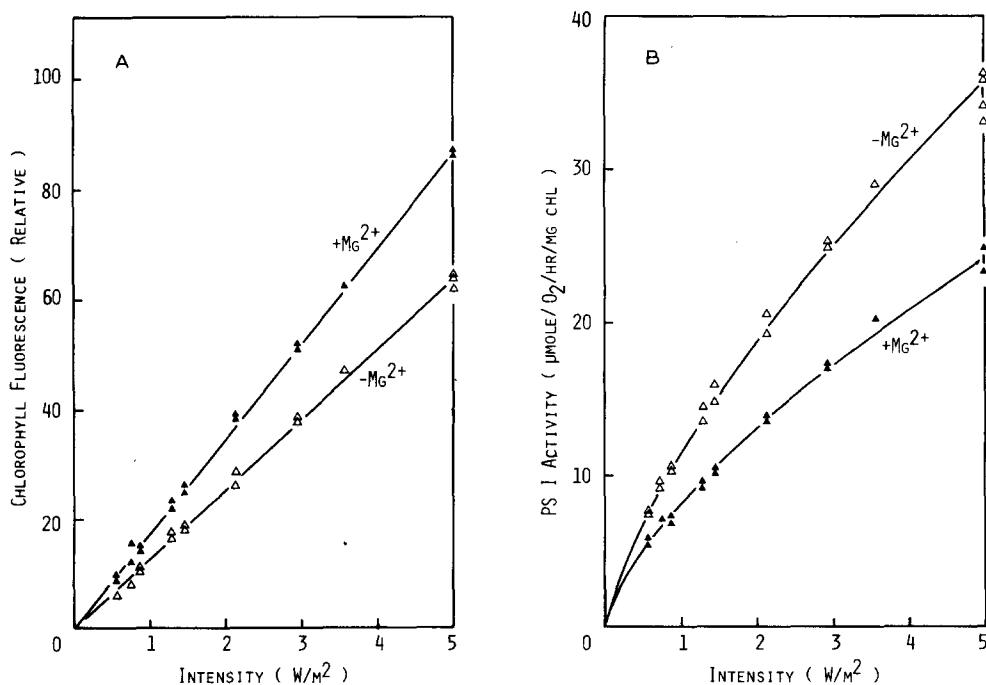 A
CHLOROPHYLL FLUORESCENCE ( RELATIVE )
100
80
60
40
20
0
1
2
3
4
5
+MG2+
-MG2+
INTENSITY ( W/M2 )
B
PS I ACTIVITY ( µMOLE/O2/HR/MG CHL )
40
30
20
10
0
1
2
3
4
5
-MG2+
+MG2+
INTENSITY ( W/M2 )